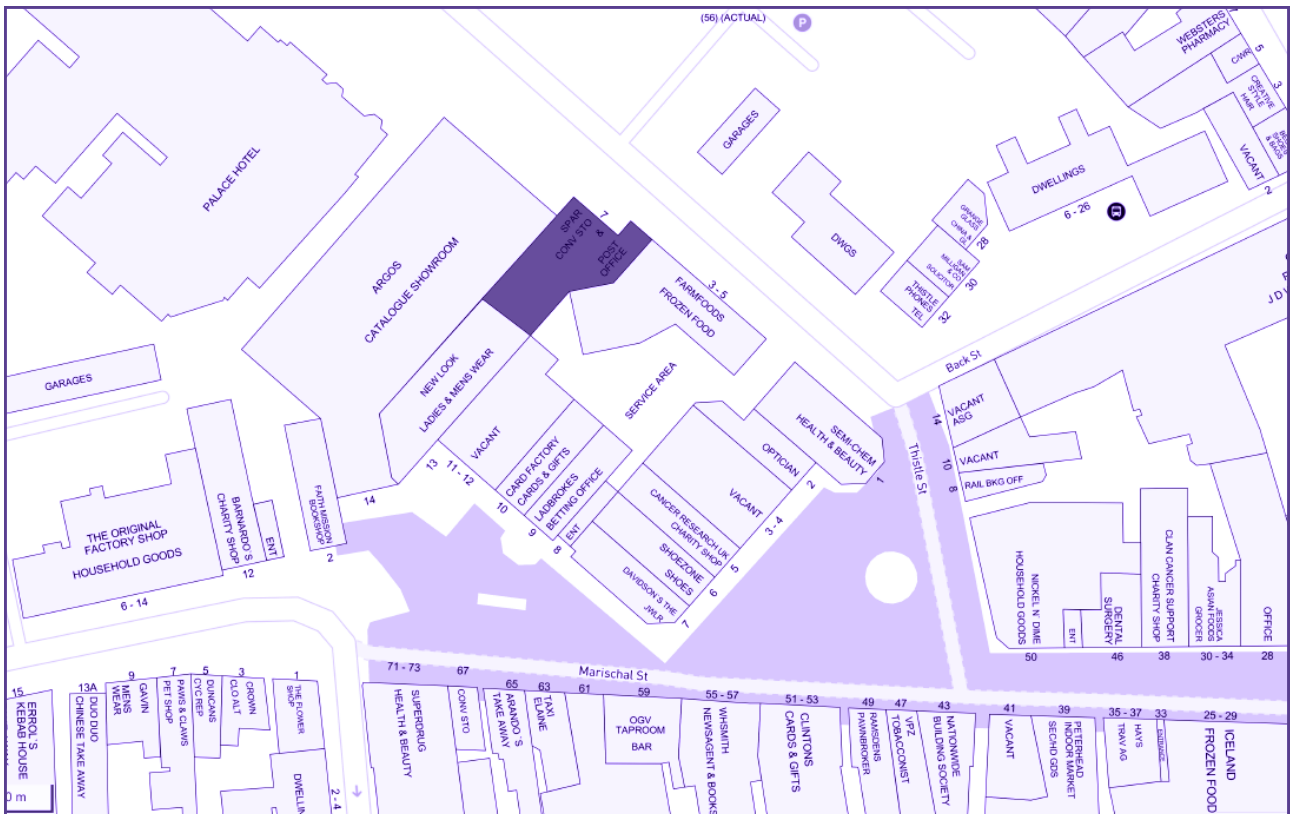 (56) (ACTUAL)
P
WEBSTERS
PHARMACY
5
C/WR
3
CREATIVE
STYLE
HAIR
VACANT
2
GARAGES
PALACE HOTEL
DWELLINGS
6 - 26
DWGS
GRANGE
GLASS
CHINA &
GL
28
SAM
MILLIGAN
& CO
SOLICITOR
30
THISTLE
PHONES
TEL
32
7
SPAR
CONV STO
&
POST
OFFICE
ARGOS
CATALOGUE SHOWROOM
3 - 5
FARMFOODS
FROZEN FOOD
NEW LOOK
LADIES & MENS WEAR
SERVICE AREA
Back St
GARAGES
VACANT
13
11 - 12
CARD FACTORY
CARDS & GIFTS
10
LADBROKES
BETTING OFFICE
9
8
ENT
SEMI-CHEM
HEALTH & BEAUTY
1
OPTICIAN
2
VACANT
3 - 4
CANCER RESEARCH UK
CHARITY SHOP
5
SHOEZONE
SHOES
6
DAVIDSON'S THE
JWLR
7
Thistle St
14
VACANT
ASG
10
VACANT
8
RAIL BKG OFF
14
FAITH MISSION
BOOKSHOP
2
BARNARDO'S
CHARITY SHOP
ENT
12
THE ORIGINAL
FACTORY SHOP
HOUSEHOLD GOODS
6 - 14
NICKEL N' DIME
HOUSEHOLD GOODS
50
ENT
DENTAL
SURGERY
46
CLAN CANCER SUPPORT
CHARITY SHOP
38
JESSICA
ASIAN FOODS
GROCER
30 - 34
OFFICE
28
Marischal St
15
ERROL'S
KEBAB HOUSE
13A
DUO DUO
CHINESE TAKE AWAY
9
GAVIN
MENS
WEAR
7
PAWS & CLAWS
PET SHOP
5
DUNCANS
CYC REP
3
CROWN
CLO ALT
1
THE FLOWER
SHOP
2 - 4
71 - 73
SUPERDRUG
HEALTH & BEAUTY
67
CONV STO
65
ARANDO'S
TAKE AWAY
63
TAXI
ELAINE
61
59
OGV
TAPROOM
BAR
55 - 57
WHSMITH
NEWSAGENT & BOOKS
51 - 53
CLINTONS
CARDS & GIFTS
49
RAMSDENS
PAWNBROKER
47
VPZ
TOBACCONIST
43
NATIONWIDE
BUILDING SOCIETY
41
VACANT
39
PETERHEAD
INDOOR MARKET
SEC/HD GDS
35 - 37
HAYS
TRAV AG
33
ENTRANCE
25 - 29
ICELAND
FROZEN FOOD
0 m